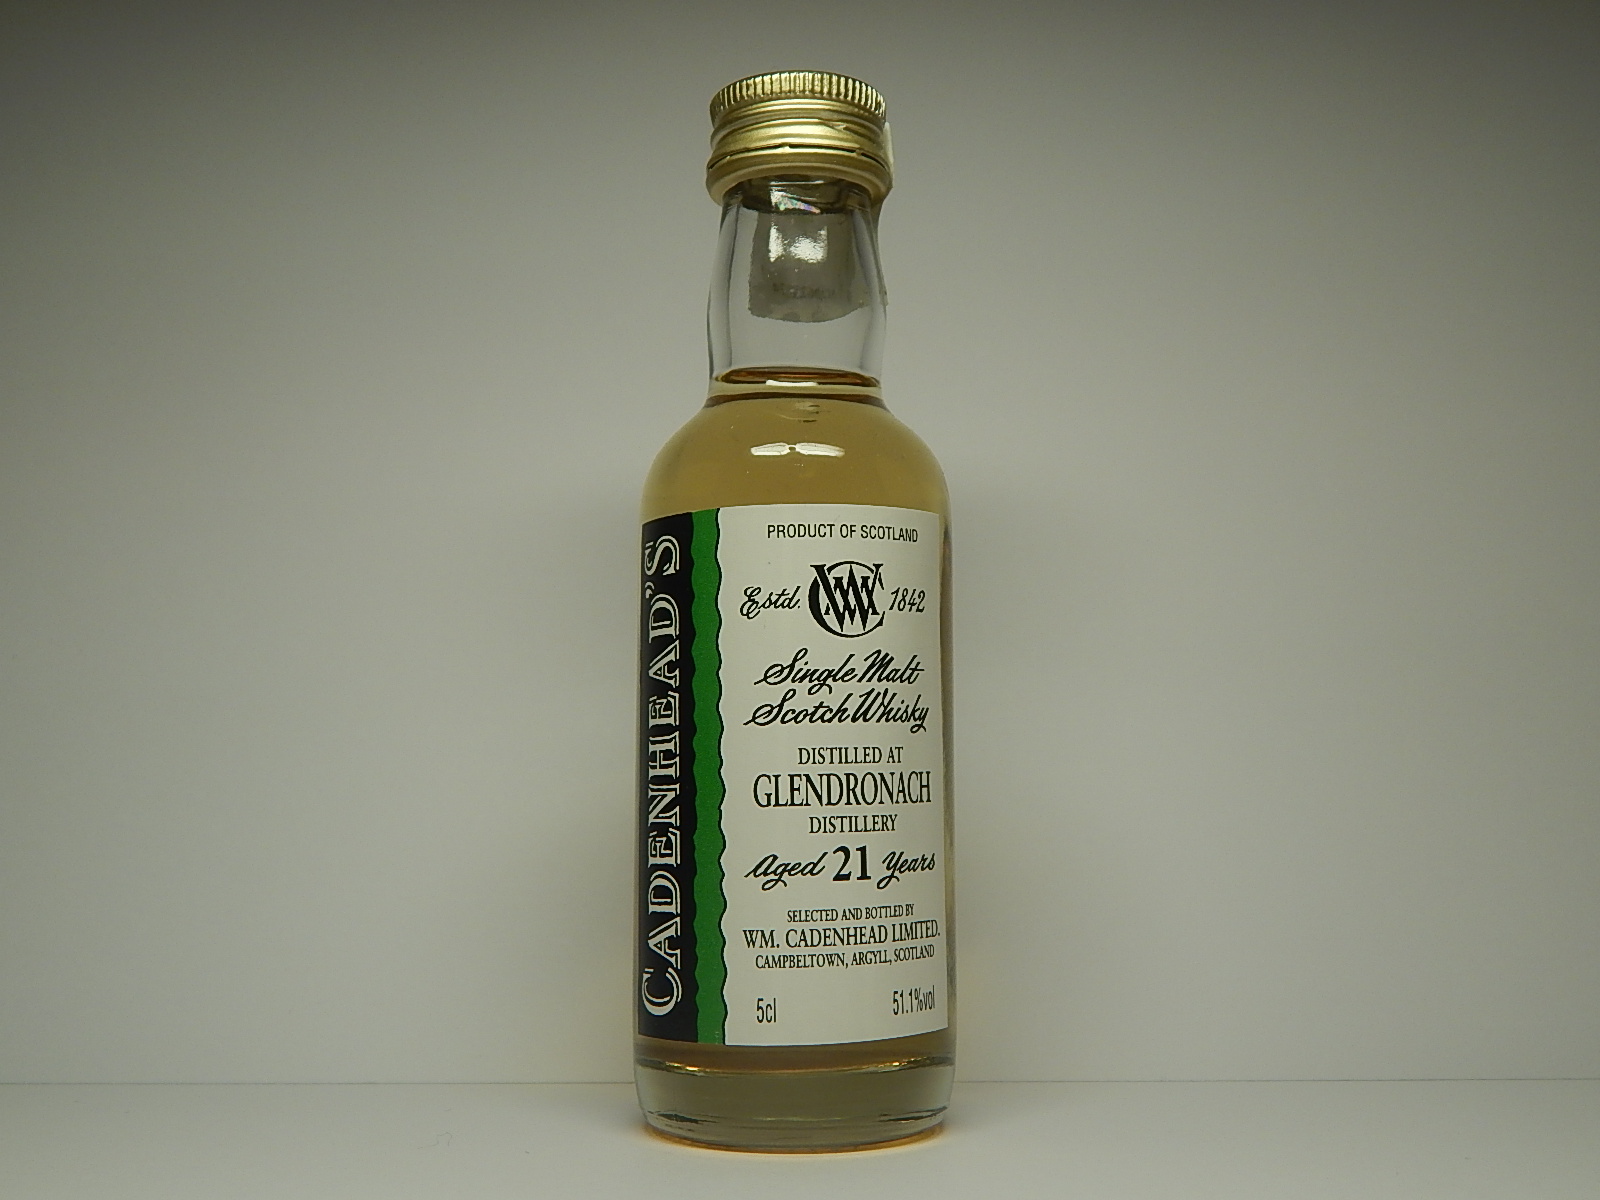 CADENHEAD'S
PRODUCT OF SCOTLAND
Estd. WC 1842
Single Malt
Scotch Whisky
DISTILLED AT
GLENDRONACH
DISTILLERY
Aged 21 Years
SELECTED AND BOTTLED BY
WM. CADENHEAD LIMITED.
CAMPBELTOWN, ARGYLL, SCOTLAND
5cl 51.1%vol